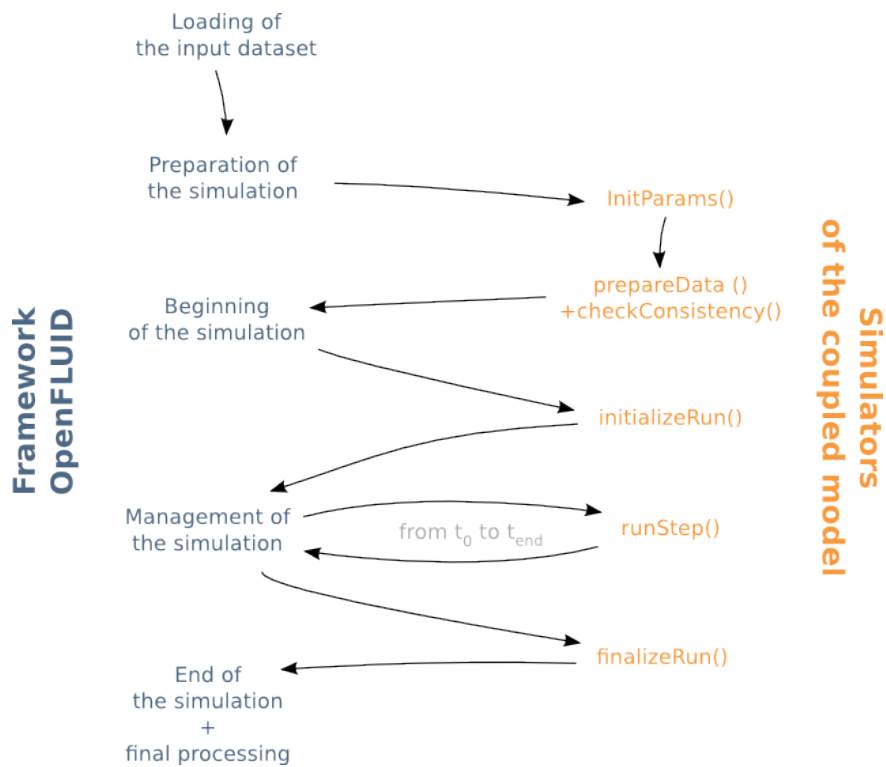 Loading of
the input dataset
Preparation of
the simulation
InitParams()
prepareData ()
+checkConsistency()
Beginning
of the simulation
Framework
OpenFLUID
Simulators
of the coupled model
initializeRun()
Management of
the simulation
from t0 to tend
runStep()
finalizeRun()
End of
the simulation
+
final processing